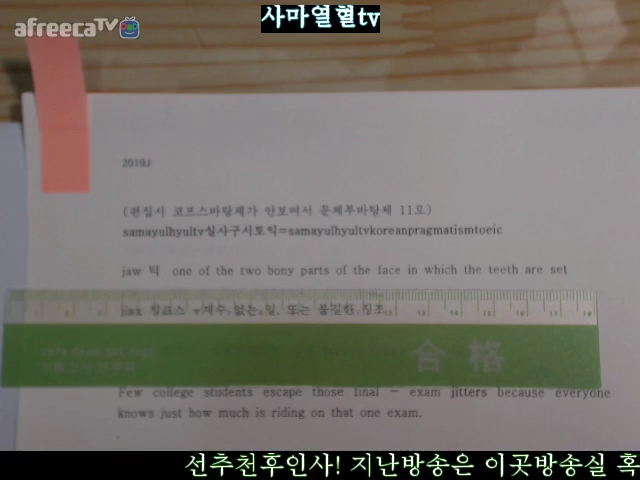 사마열혈tv
afreecaTV
2019J
(편집시 코프스바탕체가 안보여서 문체부바탕체 11로)
samayulhyultv실사구시토익=samayulhyultvkoreanpragmatismtoeic
jaw 턱 one of the two bony parts of the face in which the teeth are set
jinx 징크스 재수 없는 일, 또는 불길한 징조
合格
Few college students escape those final - exam jitters because everyone
knows just how much is riding on that one exam.
선추천후인사! 지난방송은 이곳방송실 혹